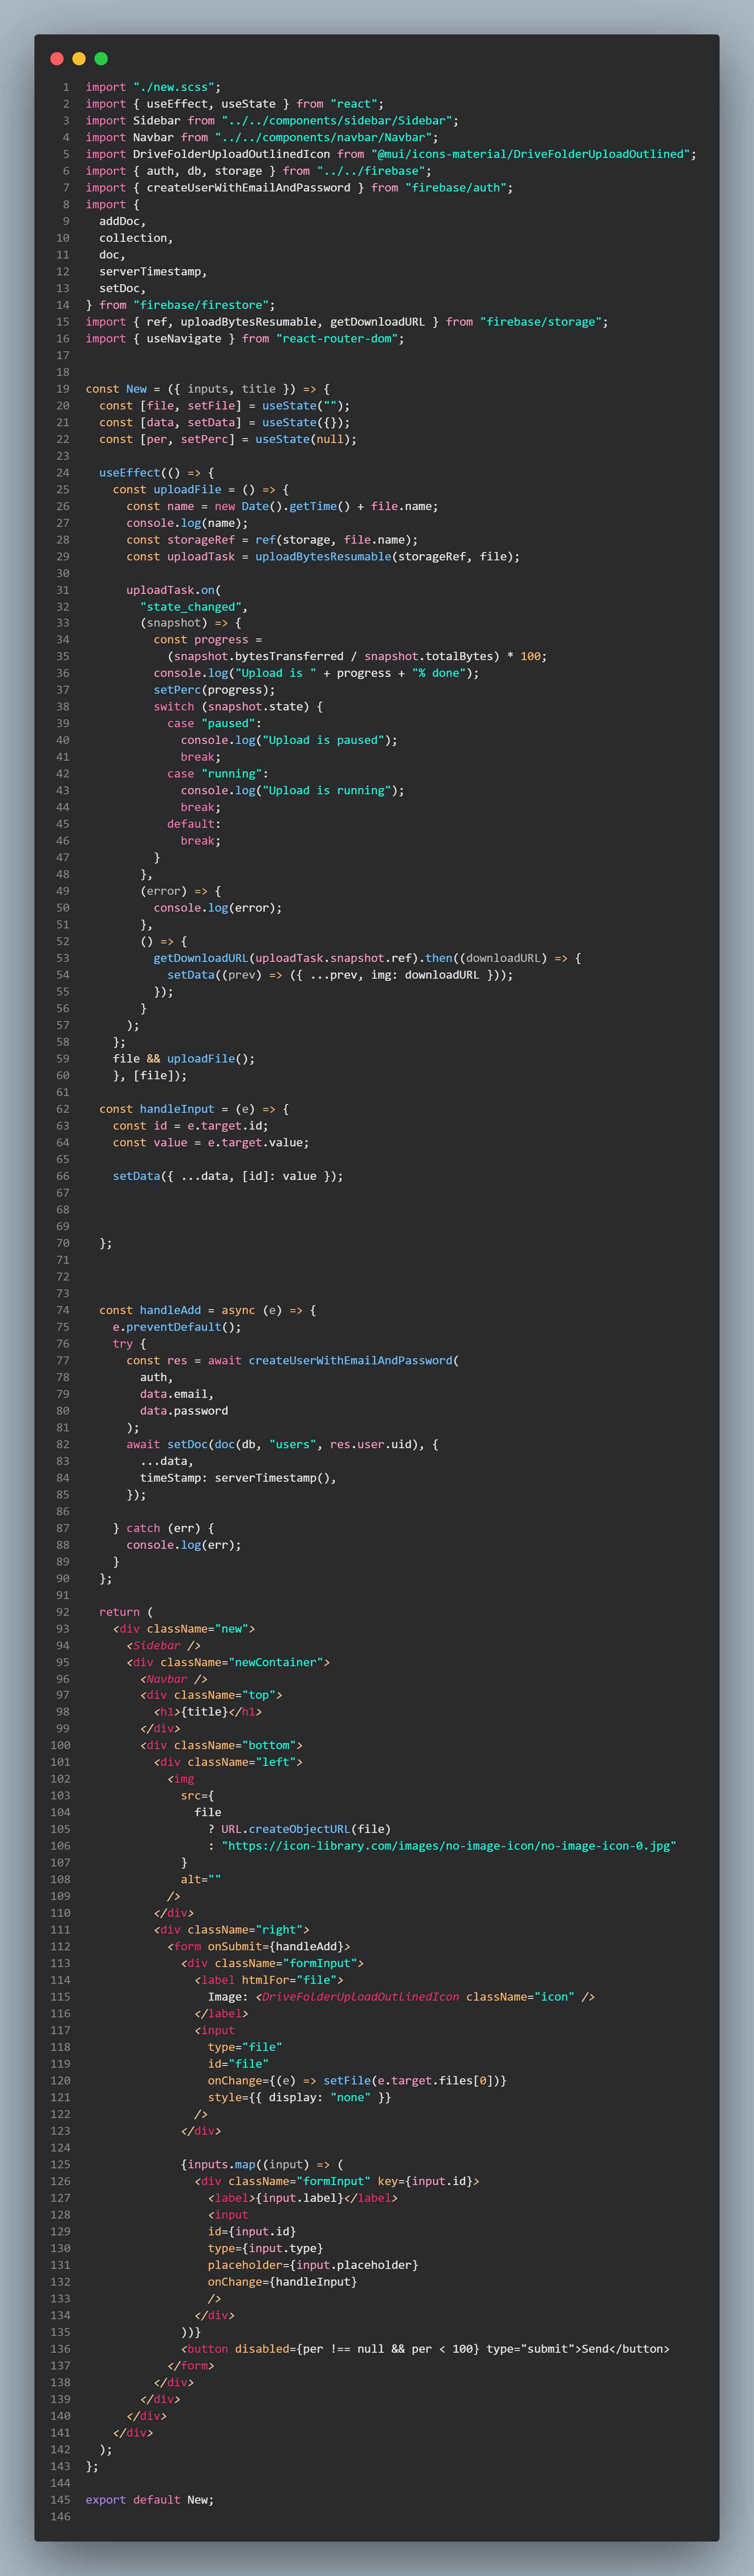 1 import "./new.scss";
2 import { useEffect, useState } from "react";
3 import Sidebar from "../../components/sidebar/Sidebar";
4 import Navbar from "../../components/navbar/Navbar";
5 import DriveFolderUploadOutlinedIcon from "@mui/icons-material/DriveFolderUploadOutlined";
6 import { auth, db, storage } from "../../firebase";
7 import { createUserWithEmailAndPassword } from "firebase/auth";
8 import {
9   addDoc,
10   collection,
11   doc,
12   serverTimestamp,
13   setDoc,
14 } from "firebase/firestore";
15 import { ref, uploadBytesResumable, getDownloadURL } from "firebase/storage";
16 import { useNavigate } from "react-router-dom";
17
18
19 const New = ({ inputs, title }) => {
20   const [file, setFile] = useState("");
21   const [data, setData] = useState({});
22   const [per, setPerc] = useState(null);
23
24   useEffect(() => {
25     const uploadFile = () => {
26       const name = new Date().getTime() + file.name;
27       console.log(name);
28       const storageRef = ref(storage, file.name);
29       const uploadTask = uploadBytesResumable(storageRef, file);
30
31       uploadTask.on(
32         "state_changed",
33         (snapshot) => {
34           const progress =
35             (snapshot.bytesTransferred / snapshot.totalBytes) * 100;
36           console.log("Upload is " + progress + "% done");
37           setPerc(progress);
38           switch (snapshot.state) {
39             case "paused":
40               console.log("Upload is paused");
41               break;
42             case "running":
43               console.log("Upload is running");
44               break;
45             default:
46               break;
47           }
48         },
49         (error) => {
50           console.log(error);
51         },
52         () => {
53           getDownloadURL(uploadTask.snapshot.ref).then((downloadURL) => {
54             setData((prev) => ({ ...prev, img: downloadURL }));
55           });
56         }
57       );
58     };
59     file && uploadFile();
60     }, [file]);
61
62   const handleInput = (e) => {
63     const id = e.target.id;
64     const value = e.target.value;
65
66     setData({ ...data, [id]: value });
67
68
69
70   };
71
72
73
74   const handleAdd = async (e) => {
75     e.preventDefault();
76     try {
77       const res = await createUserWithEmailAndPassword(
78         auth,
79         data.email,
80         data.password
81       );
82       await setDoc(doc(db, "users", res.user.uid), {
83         ...data,
84         timeStamp: serverTimestamp(),
85       });
86
87     } catch (err) {
88       console.log(err);
89     }
90   };
91
92   return (
93     <div className="new">
94       <Sidebar />
95       <div className="newContainer">
96         <Navbar />
97         <div className="top">
98           <h1>{title}</h1>
99         </div>
100         <div className="bottom">
101           <div className="left">
102             <img
103               src={
104                 file
105                   ? URL.createObjectURL(file)
106                   : "https://icon-library.com/images/no-image-icon/no-image-icon-0.jpg"
107               }
108               alt=""
109             />
110           </div>
111           <div className="right">
112             <form onSubmit={handleAdd}>
113               <div className="formInput">
114                 <label htmlFor="file">
115                   Image: <DriveFolderUploadOutlinedIcon className="icon" />
116                 </label>
117                 <input
118                   type="file"
119                   id="file"
120                   onChange={(e) => setFile(e.target.files[0])}
121                   style={{ display: "none" }}
122                 />
123               </div>
124
125               {inputs.map((input) => (
126                 <div className="formInput" key={input.id}>
127                   <label>{input.label}</label>
128                   <input
129                   id={input.id}
130                   type={input.type}
131                   placeholder={input.placeholder}
132                   onChange={handleInput}
133                   />
134                 </div>
135               ))}
136               <button disabled={per !== null && per < 100} type="submit">Send</button>
137             </form>
138           </div>
139         </div>
140       </div>
141     </div>
142   );
143 };
144
145 export default New;
146